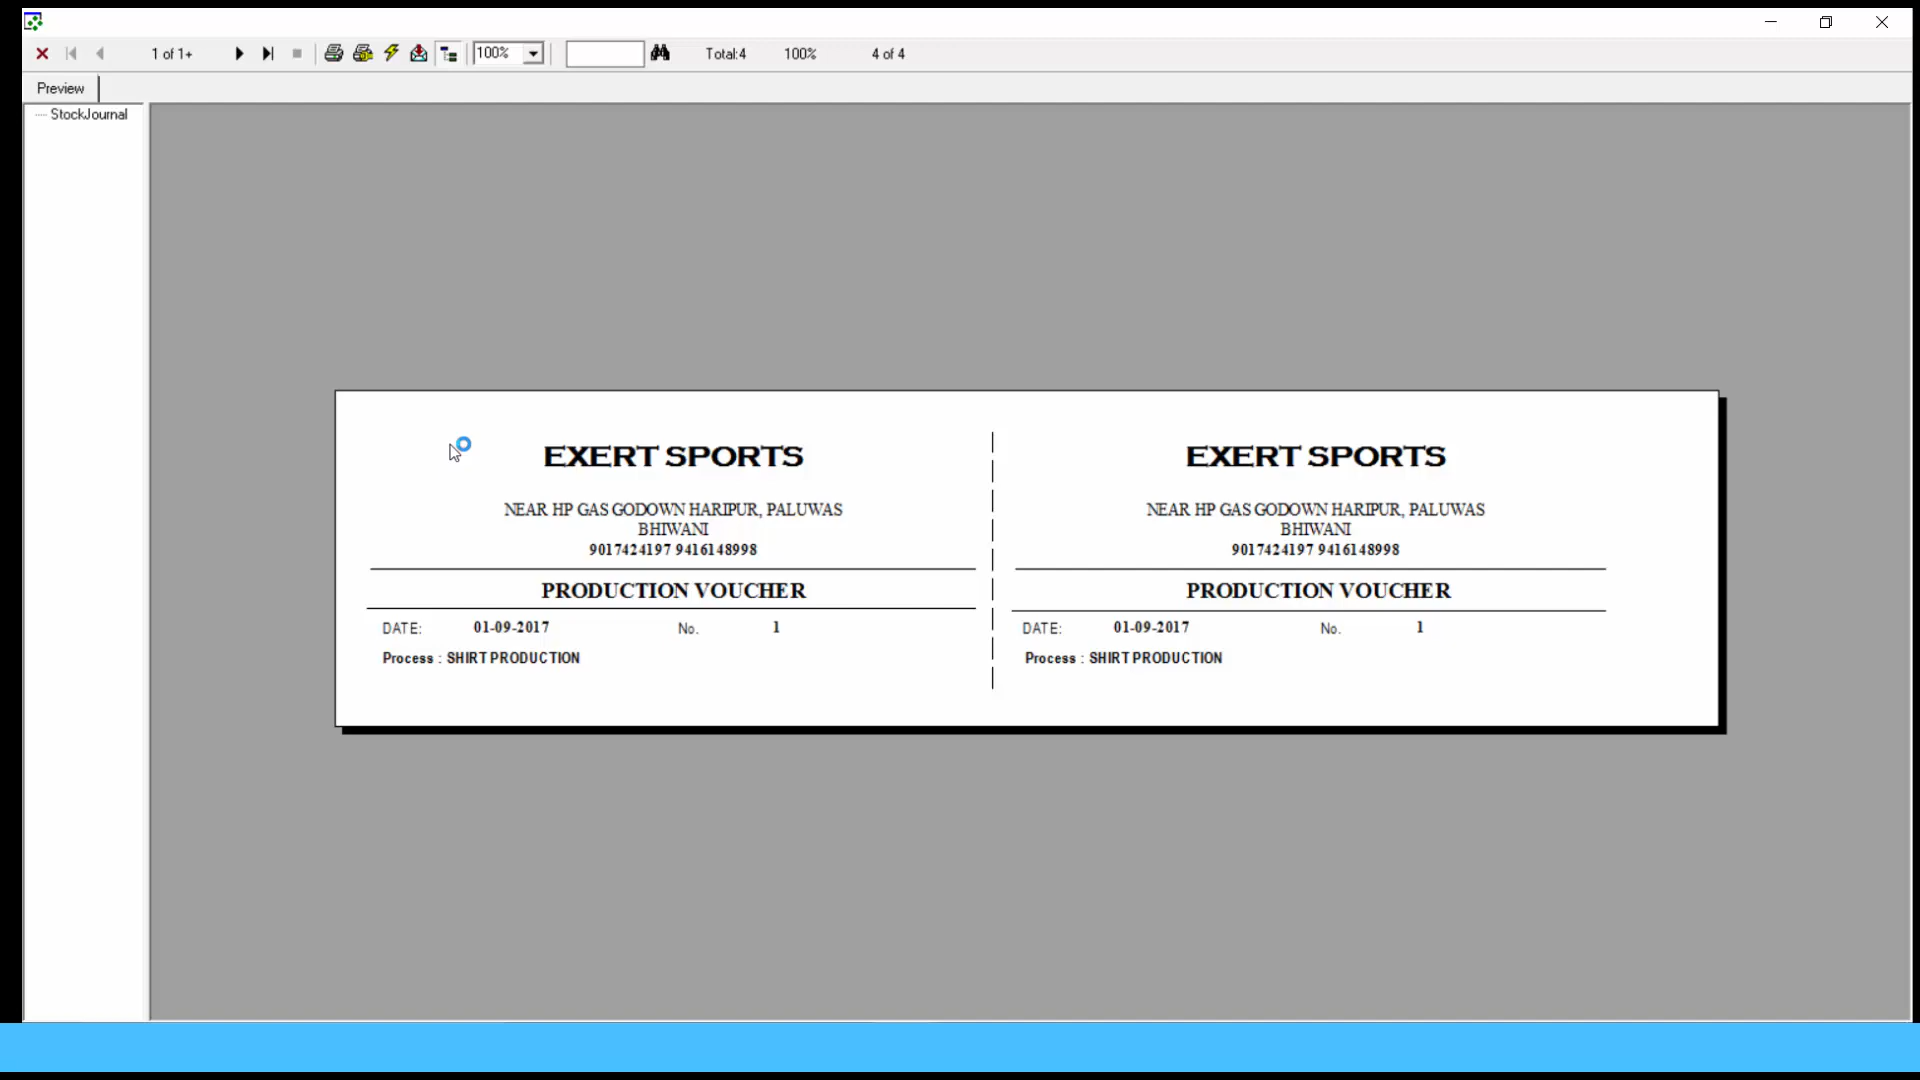 1 of 1+ 100% Total:4 100% 4 of 4
Preview
StockJournal
EXERT SPORTS
NEAR HP GAS GODOWN HARIPUR, PALUWAS
BHIWANI
9017424197 9416148998
PRODUCTION VOUCHER
DATE: 01-09-2017 No. 1
Process : SHIRT PRODUCTION
EXERT SPORTS
NEAR HP GAS GODOWN HARIPUR, PALUWAS
BHIWANI
9017424197 9416148998
PRODUCTION VOUCHER
DATE: 01-09-2017 No. 1
Process : SHIRT PRODUCTION